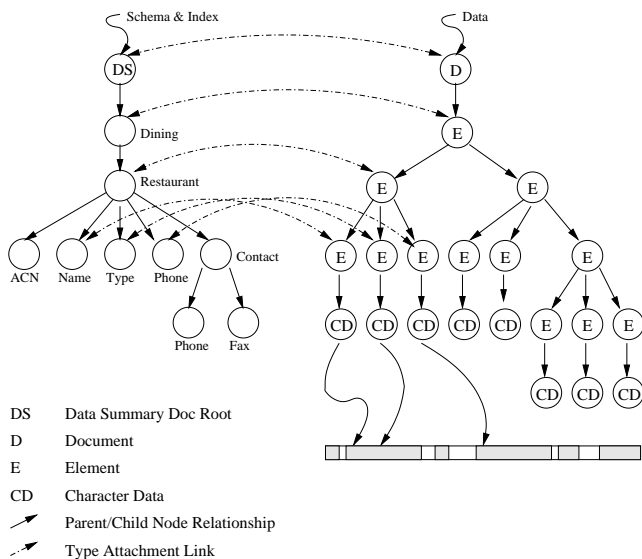 Schema & Index
Data
DS
D
Dining
E
Restaurant
E
E
ACN
Name
Type
Phone
Contact
E
E
E
E
E
E
Phone
Fax
CD
CD
CD
CD
CD
E
E
E
CD
CD
CD
DS Data Summary Doc Root
D Document
E Element
CD Character Data
Parent/Child Node Relationship
Type Attachment Link